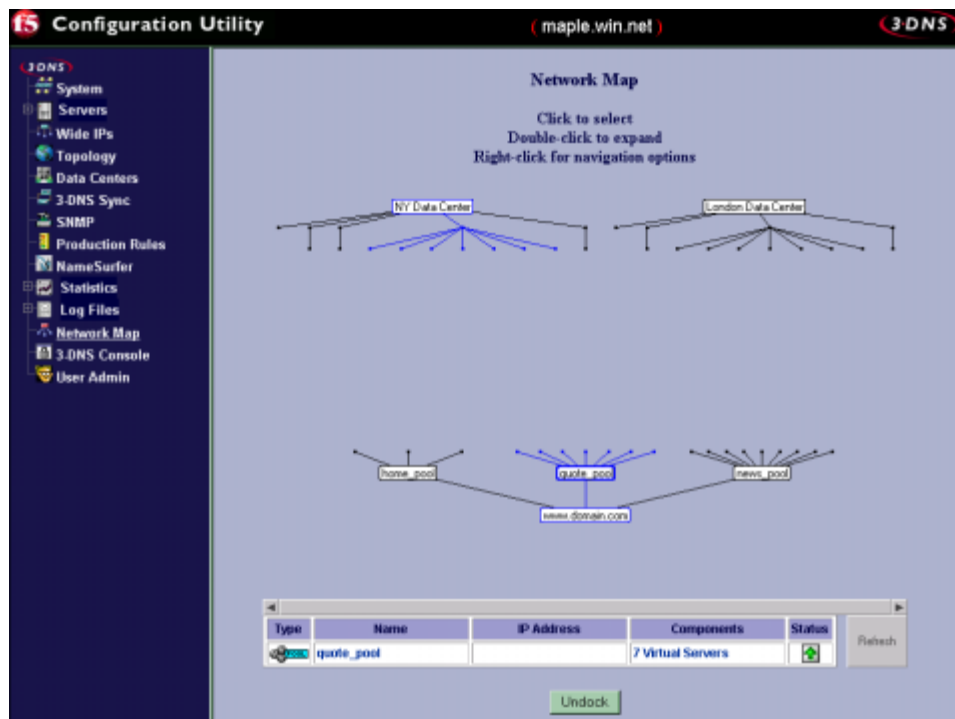 f5 Configuration Utility
( maple.win.net )
3-DNS
3DNS
System
Servers
Wide IPs
Topology
Data Centers
3-DNS Sync
SNMP
Production Rules
NameSurfer
Statistics
Log Files
Network Map
3-DNS Console
User Admin
Network Map
Click to select
Double-click to expand
Right-click for navigation options
NY Data Center
London Data Center
home_pool
quote_pool
news_pool
www.domain.com
Type Name IP Address Components Status
quote_pool 7 Virtual Servers
Refresh
Undock